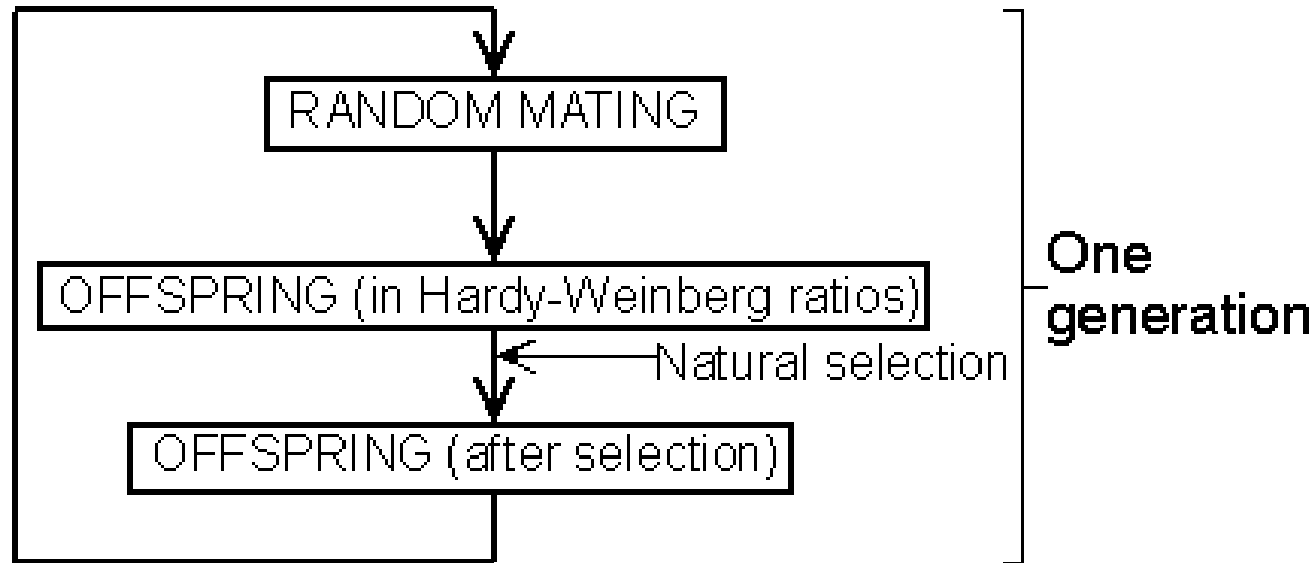 RANDOM MATING
OFFSPRING (in Hardy-Weinberg ratios)
One
generation
Natural selection
OFFSPRING (after selection)